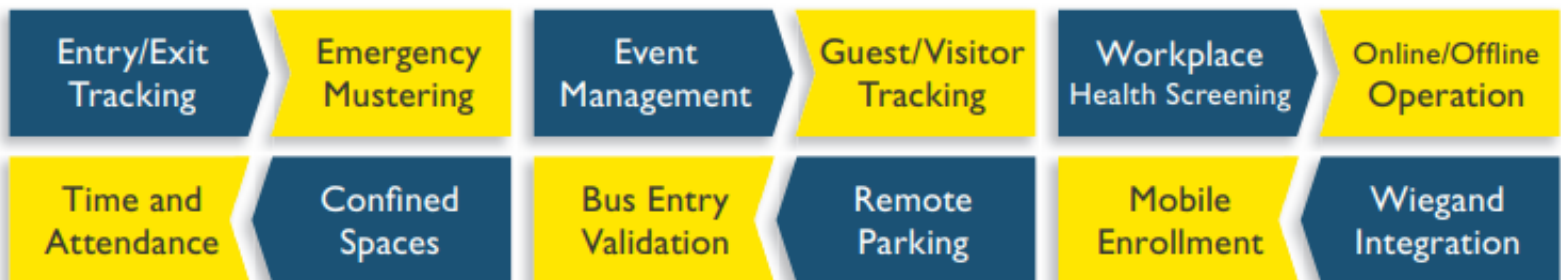 Entry/Exit
Tracking
Emergency
Mustering
Event
Management
Guest/Visitor
Tracking
Workplace
Health Screening
Online/Offline
Operation
Time and
Attendance
Confined
Spaces
Bus Entry
Validation
Remote
Parking
Mobile
Enrollment
Wiegand
Integration